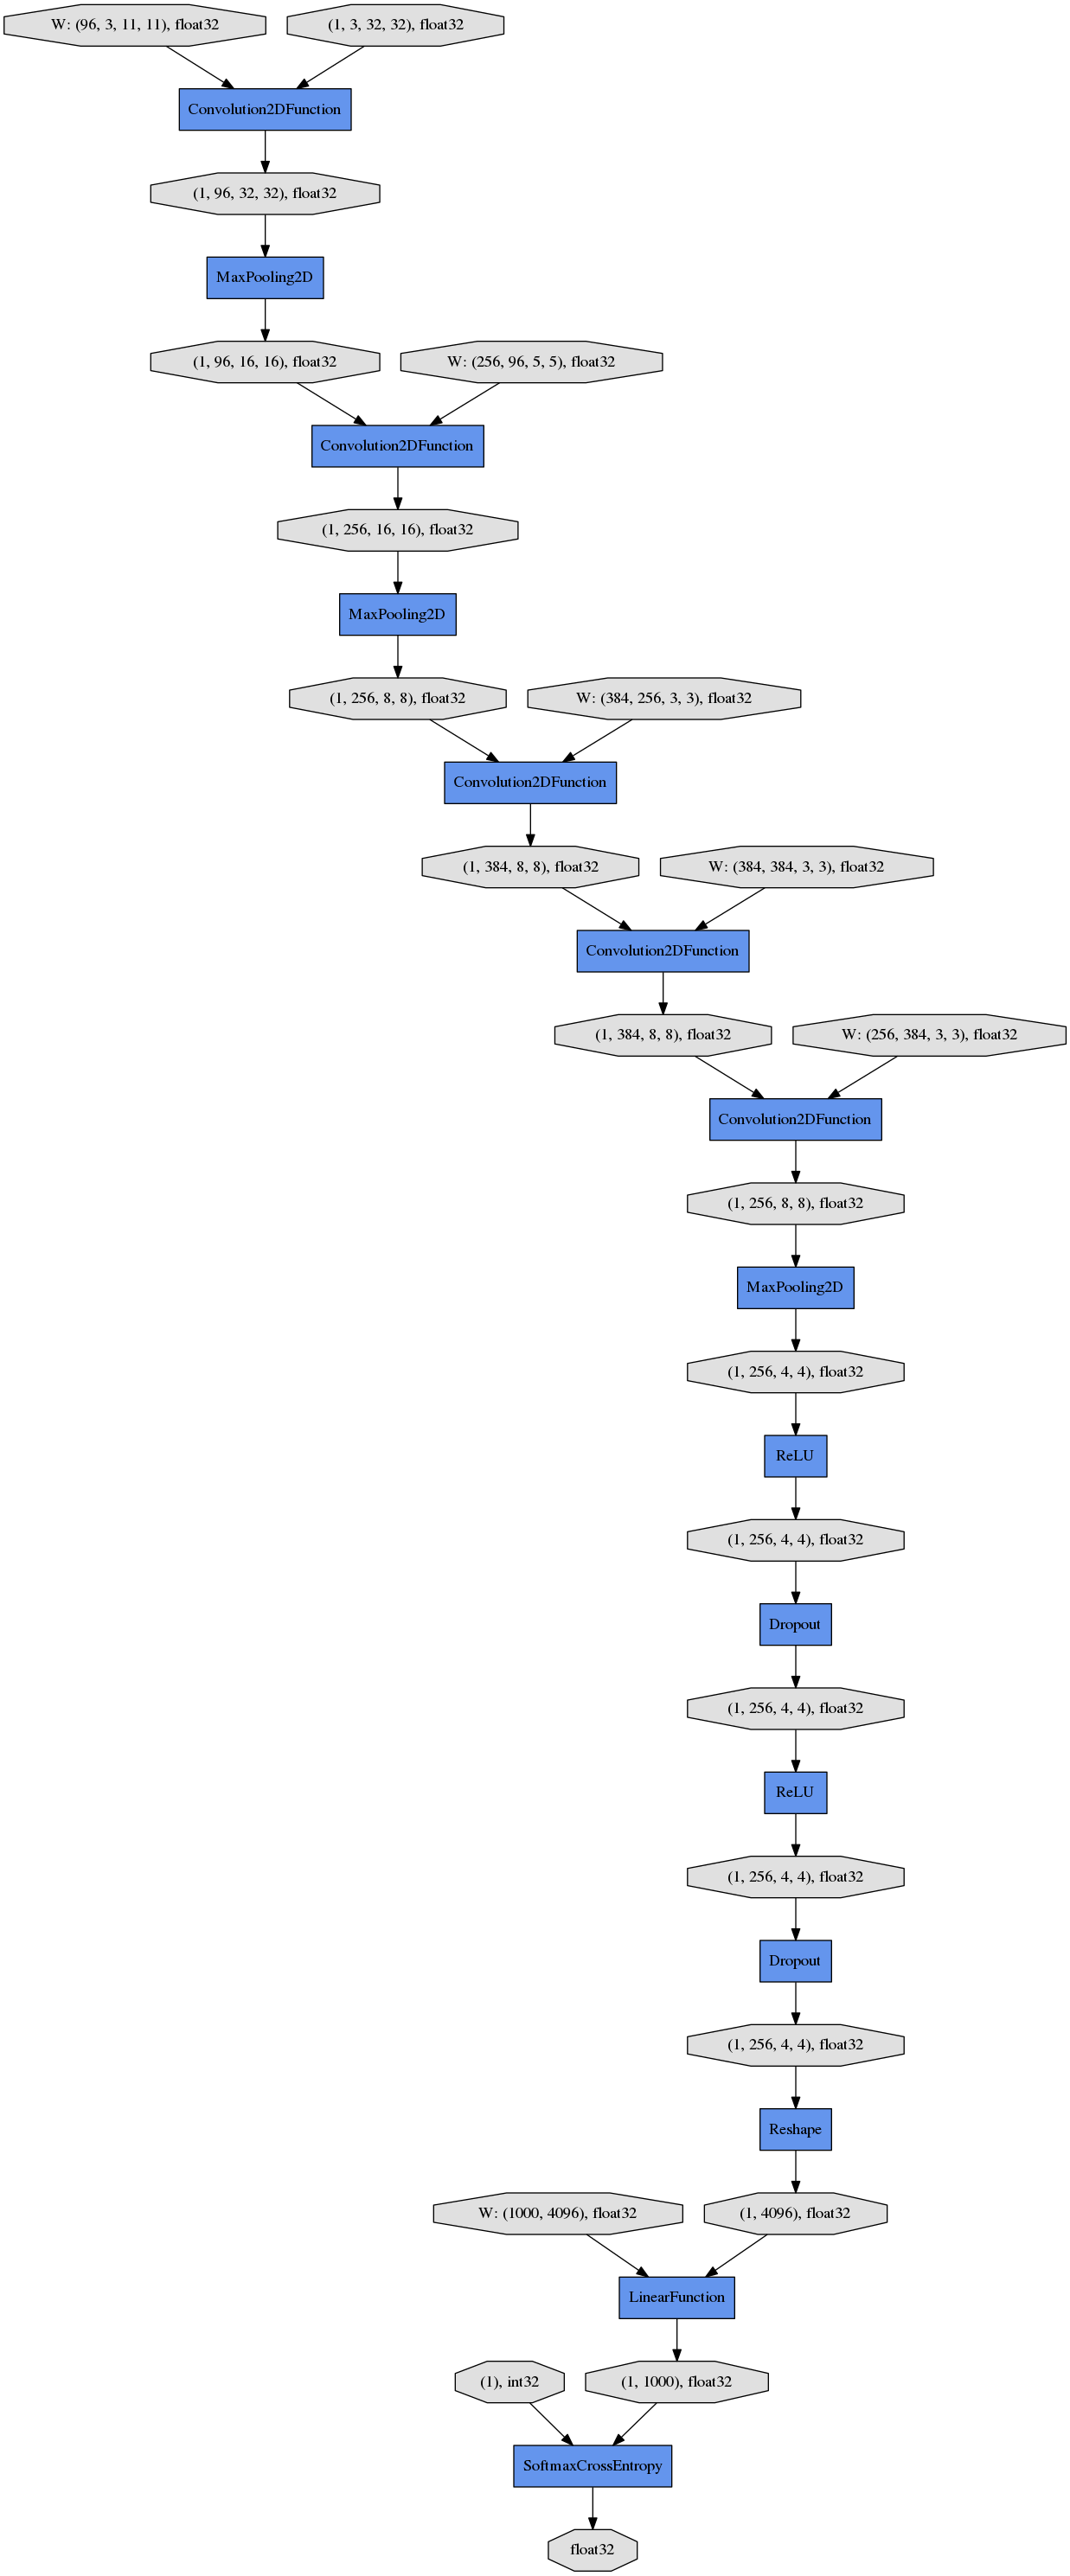 W: (96, 3, 11, 11), float32
(1, 3, 32, 32), float32
Convolution2DFunction
(1, 96, 32, 32), float32
MaxPooling2D
(1, 96, 16, 16), float32
W: (256, 96, 5, 5), float32
Convolution2DFunction
(1, 256, 16, 16), float32
MaxPooling2D
(1, 256, 8, 8), float32
W: (384, 256, 3, 3), float32
Convolution2DFunction
(1, 384, 8, 8), float32
W: (384, 384, 3, 3), float32
Convolution2DFunction
(1, 384, 8, 8), float32
W: (256, 384, 3, 3), float32
Convolution2DFunction
(1, 256, 8, 8), float32
MaxPooling2D
(1, 256, 4, 4), float32
ReLU
(1, 256, 4, 4), float32
Dropout
(1, 256, 4, 4), float32
ReLU
(1, 256, 4, 4), float32
Dropout
(1, 256, 4, 4), float32
Reshape
W: (1000, 4096), float32
(1, 4096), float32
LinearFunction
(1), int32
(1, 1000), float32
SoftmaxCrossEntropy
float32